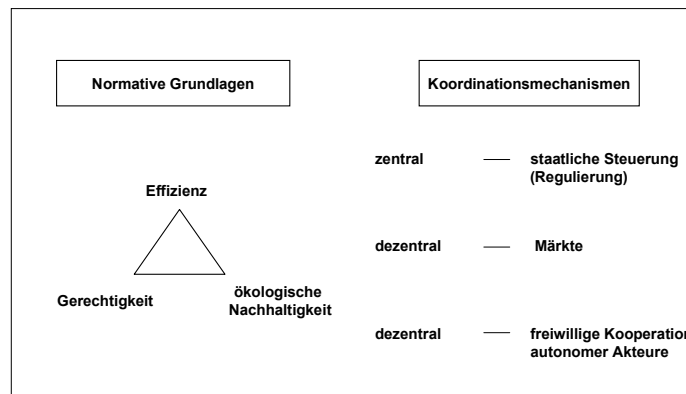 Normative Grundlagen
Effizienz
Gerechtigkeit
ökologische
Nachhaltigkeit
Koordinationsmechanismen
zentral — staatliche Steuerung
(Regulierung)
dezentral — Märkte
dezentral — freiwillige Kooperation
autonomer Akteure